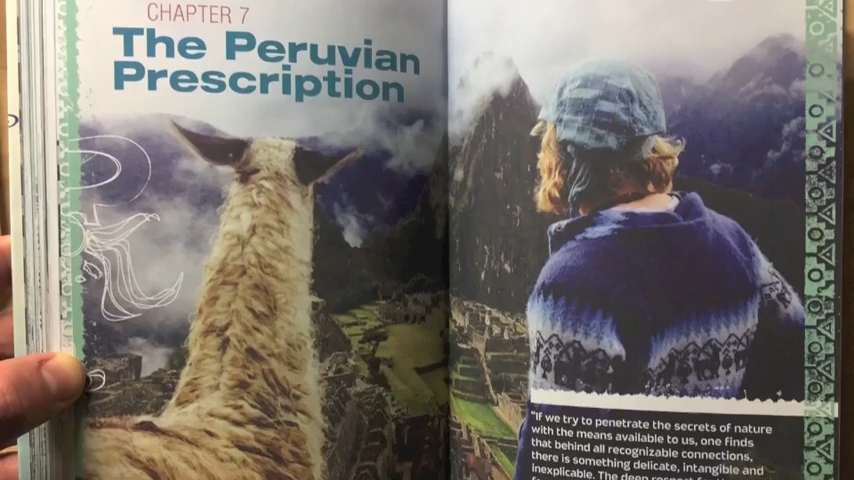 CHAPTER 7
The Peruvian
Prescription
"If we try to penetrate the secrets of nature
with the means available to us, one finds
that behind all recognizable connections,
there is something delicate, intangible and
inexplicable. The deep respect